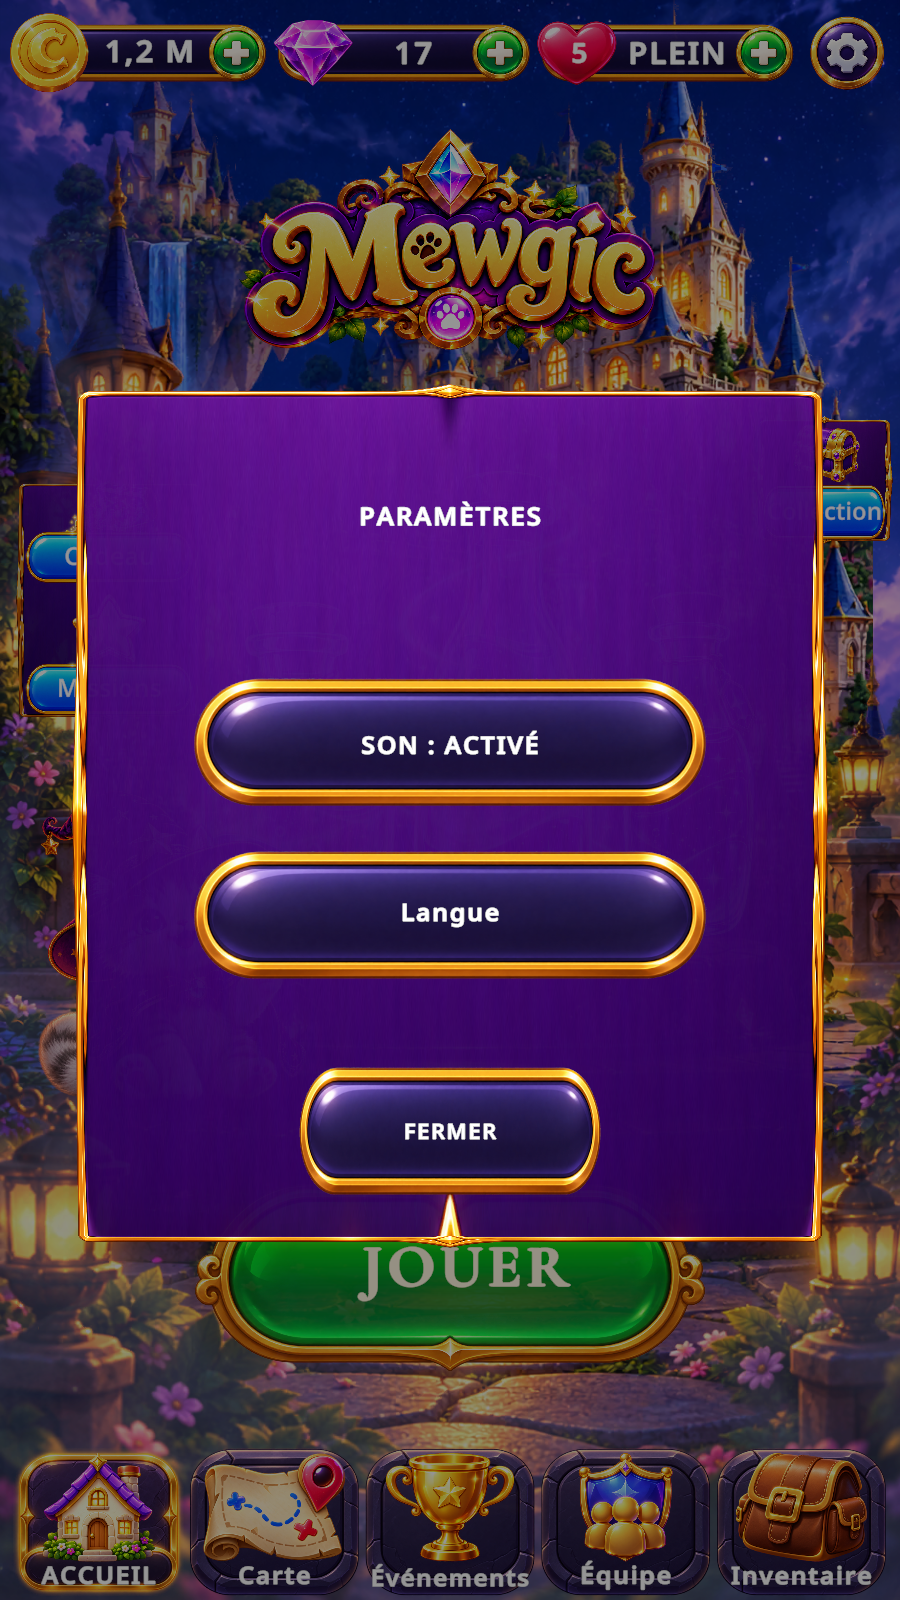 1,2 M
17
5
PLEIN
Mewgic
PARAMÈTRES
SON : ACTIVÉ
Langue
FERMER
JOUER
ACCUEIL
Carte
Événements
Équipe
Inventaire